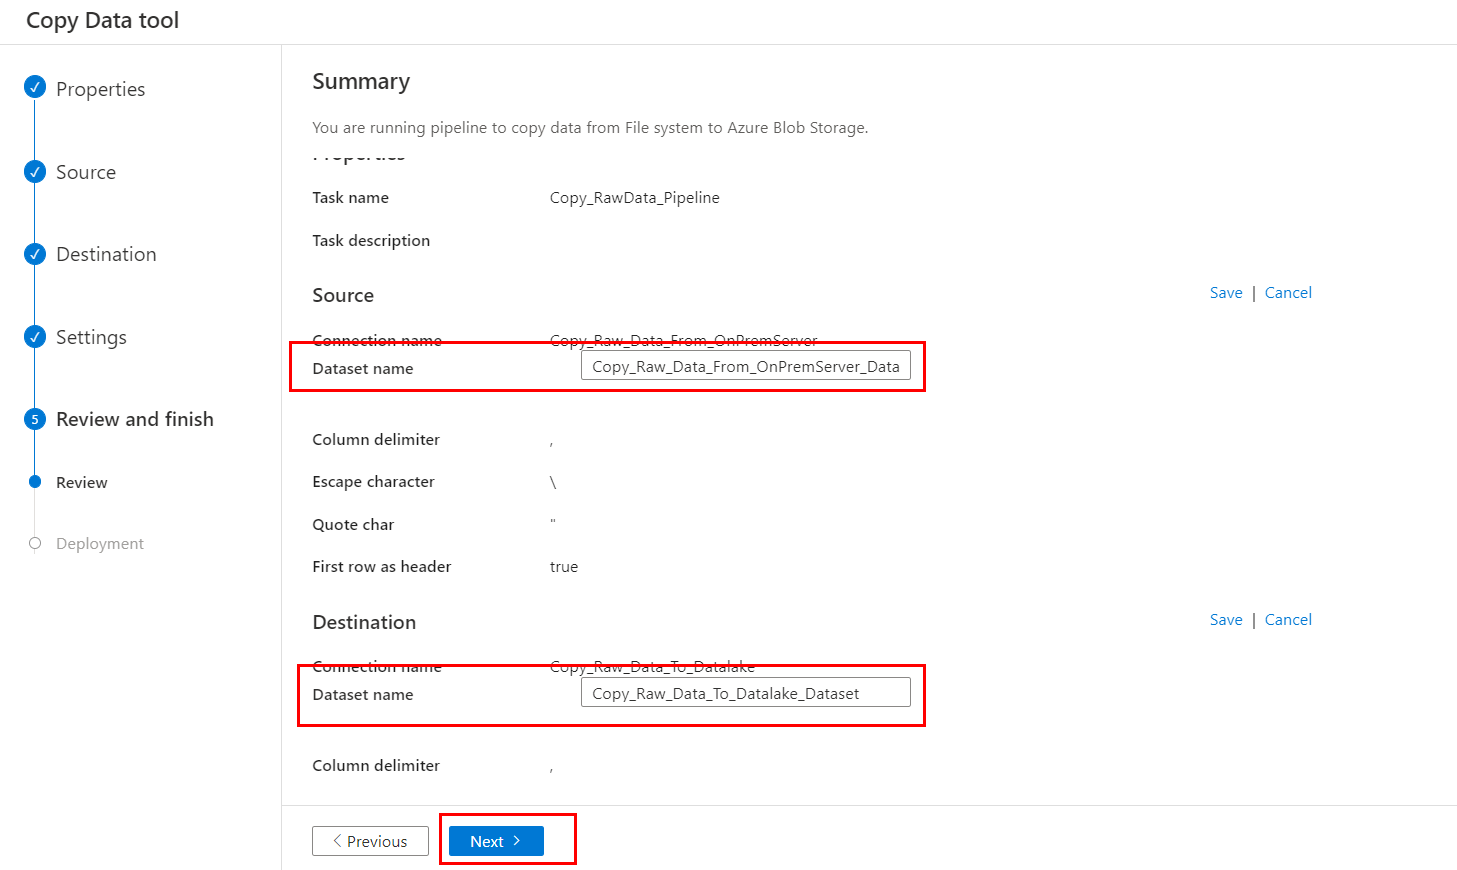 Copy Data tool
Properties
Source
Destination
Settings
5 Review and finish
Review
Deployment
Summary
You are running pipeline to copy data from File system to Azure Blob Storage.
Properties
Task name Copy_RawData_Pipeline
Task description
Source Save | Cancel
Connection name Copy_Raw_Data_From_OnPremServer
Dataset name Copy_Raw_Data_From_OnPremServer_Data
Column delimiter ,
Escape character \
Quote char "
First row as header true
Destination Save | Cancel
Connection name Copy_Raw_Data_To_Datalake
Dataset name Copy_Raw_Data_To_Datalake_Dataset
Column delimiter ,
< Previous Next >